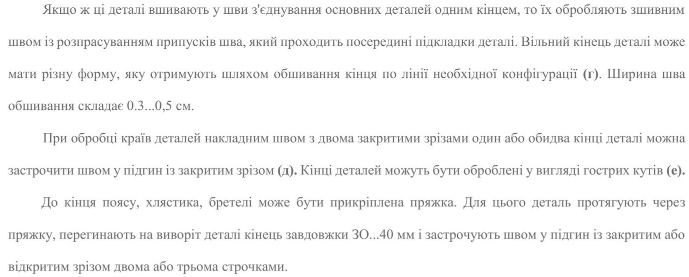 Якщо ж ці деталі вшивають у шви з'єднування основних деталей одним кінцем, то їх обробляють зшивним
швом із розпрасуванням припусків шва, який проходить посередині підкладки деталі. Вільний кінець деталі може
мати різну форму, яку отримують шляхом обшивання кінця по лінії необхідної конфігурації (г). Ширина шва
обшивання складає 0.3...0,5 см.
При обробці країв деталей накладним швом з двома закритими зрізами один або обидва кінці деталі можна
застрочити швом у підгин із закритим зрізом (д). Кінці деталей можуть бути оброблені у вигляді гострих кутів (е).
До кінця поясу, хлястика, бретелі може бути прикріплена пряжка. Для цього деталь протягують через
пряжку, перегинають на виворіт деталі кінець завдовжки ЗО...40 мм і застрочують швом у підгин із закритим або
відкритим зрізом двома або трьома строчками.